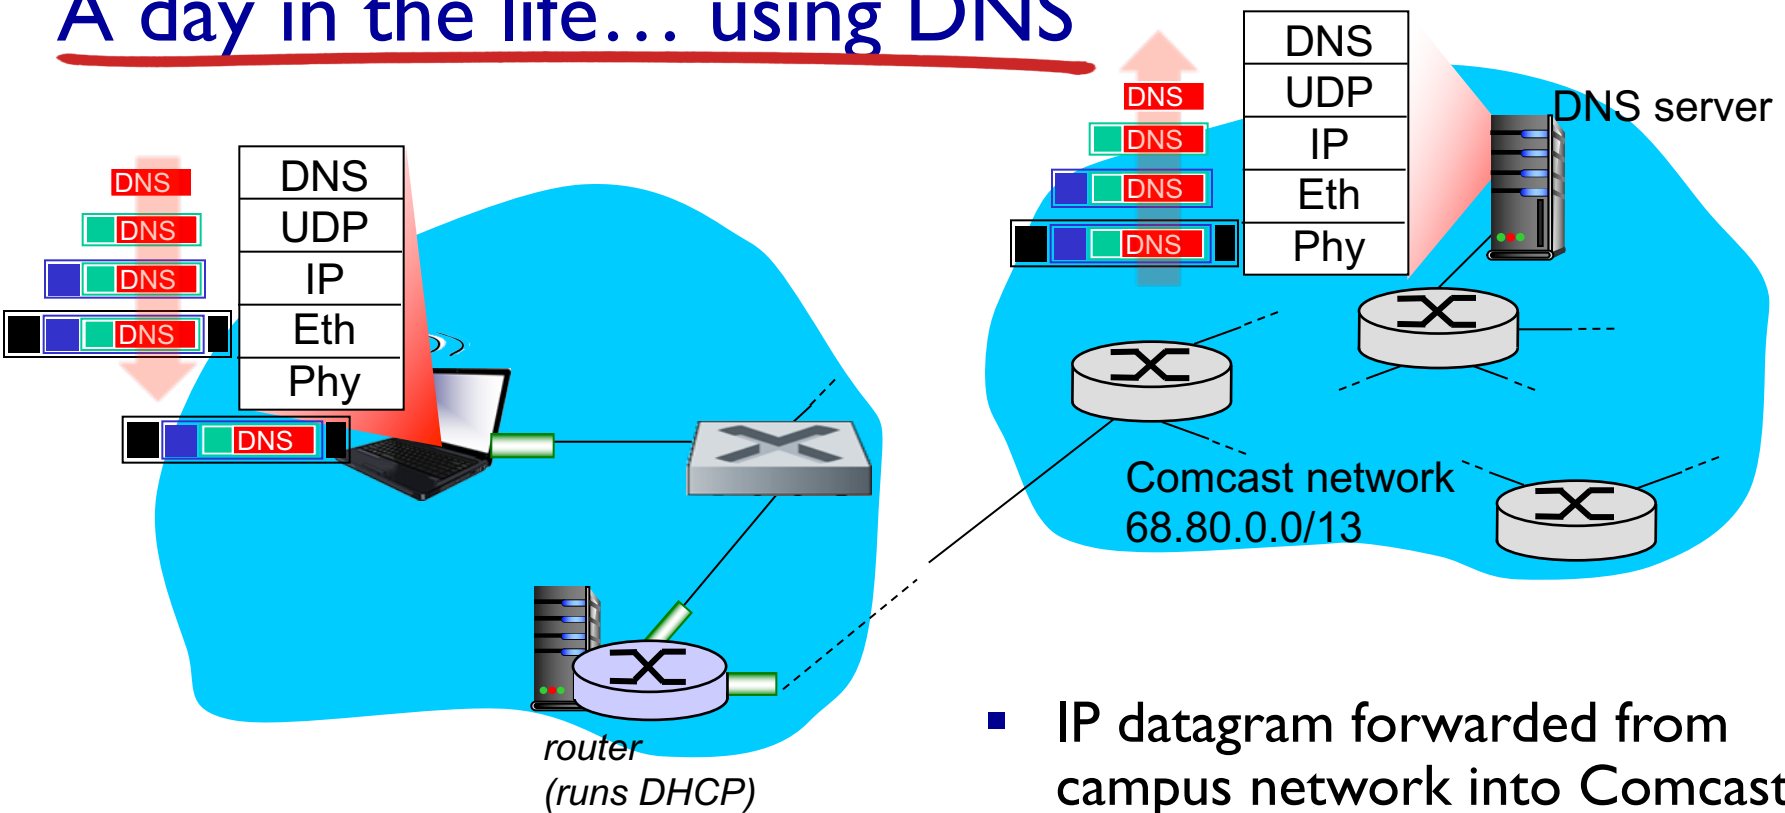 A day in the life… using DNS
DNS
DNS
DNS
DNS
DNS
DNS
UDP
IP
Eth
Phy
DNS
DNS
DNS
DNS
DNS
UDP
IP
Eth
Phy
DNS server
Comcast network
68.80.0.0/13
router
(runs DHCP)
▪ IP datagram forwarded from
campus network into Comcast